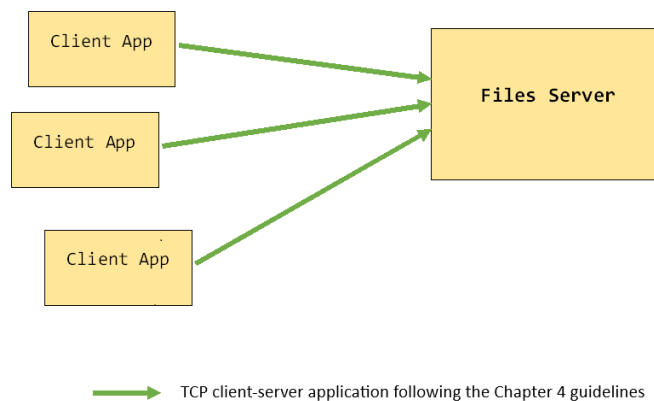 Client App
Files Server
Client App
Client App
TCP client-server application following the Chapter 4 guidelines